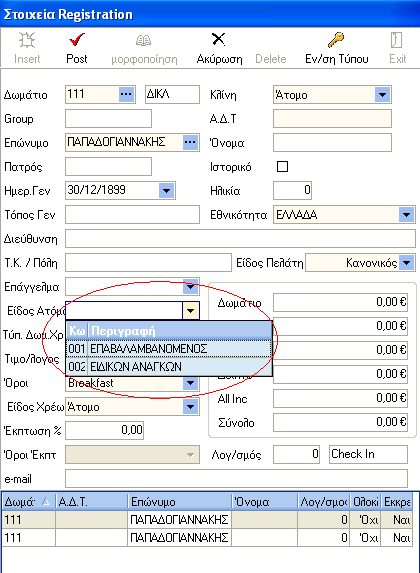 Στοιχεία Registration
Insert Post μορφοποίηση Ακύρωση Delete Εν/ση Τύπου Exit
Δωμάτιο 111 ΔΙΚΛ Κλίνη Άτομο
Group Α.Δ.Τ
Επώνυμο ΠΑΠΑΔΟΓΙΑΝΝΑΚΗΣ Όνομα
Πατρός Ιστορικό
Ημερ.Γεν 30/12/1899 Ηλικία 0
Τόπος Γεν Εθνικότητα ΕΛΛΑΔΑ
Διεύθυνση
Τ.Κ. / Πόλη Είδος Πελάτη Κανονικός
Επάγγελμα
Είδος Ατόμο Δωμάτιο 0,00 €
Τύπ. Δωμ.Χρ Κω Περιγραφή 0,00 €
001 ΕΠΑΒΑΛΑΜΒΑΝΟΜΕΝΟΣ
Τιμο/λογος 002 ΕΙΔΙΚΩΝ ΑΝΑΓΚΩΝ 0,00 €
Όροι Breakfast 0,00 €
Είδος Χρέω Άτομο All Inc 0,00 €
Έκπτωση % 0,00 Σύνολο 0,00 €
Όροι Έκπτ Λογ/σμός 0 Check In
e-mail
Δωμά Α.Δ.Τ. Επώνυμο Όνομα Λογ/σμός Ολοκλ Εκκρε
111 ΠΑΠΑΔΟΓΙΑΝΝΑΚΗΣ 0 Όχι Ναι
111 ΠΑΠΑΔΟΓΙΑΝΝΑΚΗΣ 0 Όχι Ναι